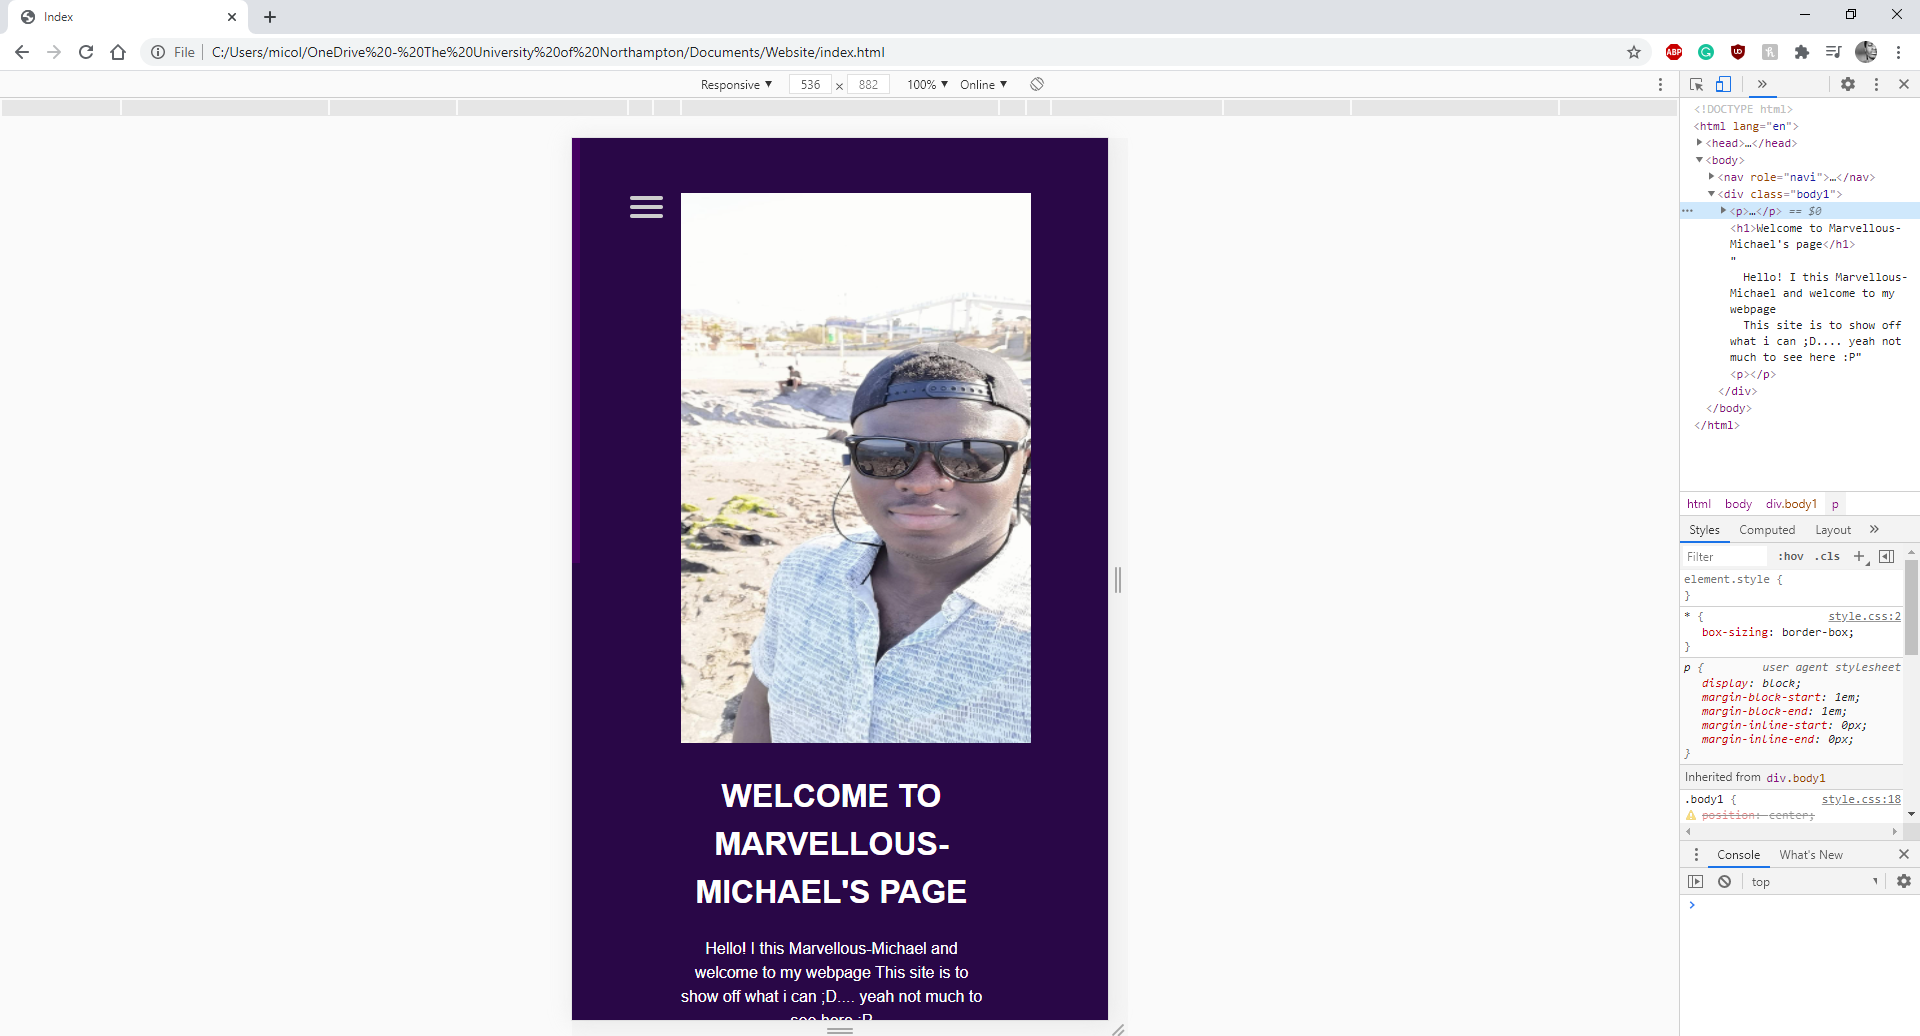 Index
File
C:/Users/micol/OneDrive%20-%20The%20University%20of%20Northampton/Documents/Website/index.html
ABP
Responsive ▼ 536 × 882 100% ▼ Online ▼
WELCOME TO
MARVELLOUS-
MICHAEL'S PAGE
Hello! I this Marvellous-Michael and
welcome to my webpage This site is to
show off what i can ;D.... yeah not much to
see here :P
<!DOCTYPE html>
<html lang="en">
<head>…</head>
<body>
<nav role="navi">…</nav>
<div class="body1">
<p>…</p> == $0
<h1>Welcome to Marvellous-
Michael's page</h1>
"
Hello! I this Marvellous-
Michael and welcome to my
webpage
This site is to show off
what i can ;D.... yeah not
much to see here :P"
<p></p>
</div>
</body>
</html>
html body div.body1 p
Styles Computed Layout »
Filter :hov .cls +
element.style {
}
* { style.css:2
box-sizing: border-box;
}
p { user agent stylesheet
display: block;
margin-block-start: 1em;
margin-block-end: 1em;
margin-inline-start: 0px;
margin-inline-end: 0px;
}
Inherited from div.body1
.body1 { style.css:18
position: center;
Console What's New
top